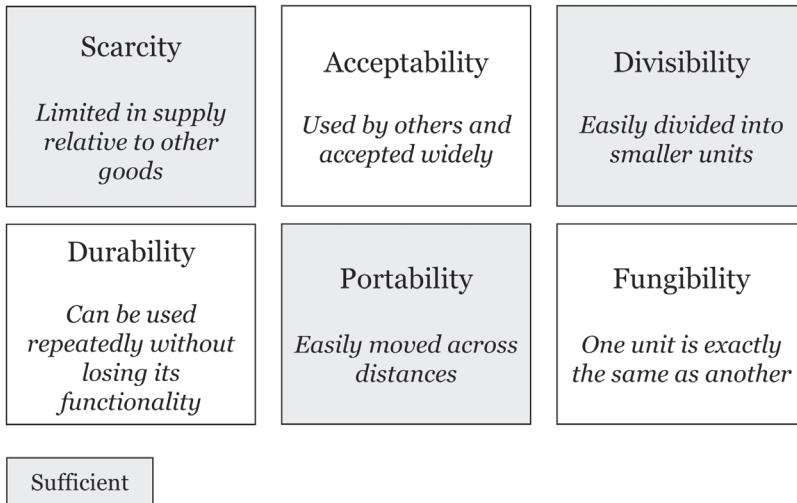 Scarcity
Limited in supply
relative to other
goods
Acceptability
Used by others and
accepted widely
Divisibility
Easily divided into
smaller units
Durability
Can be used
repeatedly without
losing its
functionality
Portability
Easily moved across
distances
Fungibility
One unit is exactly
the same as another
Sufficient